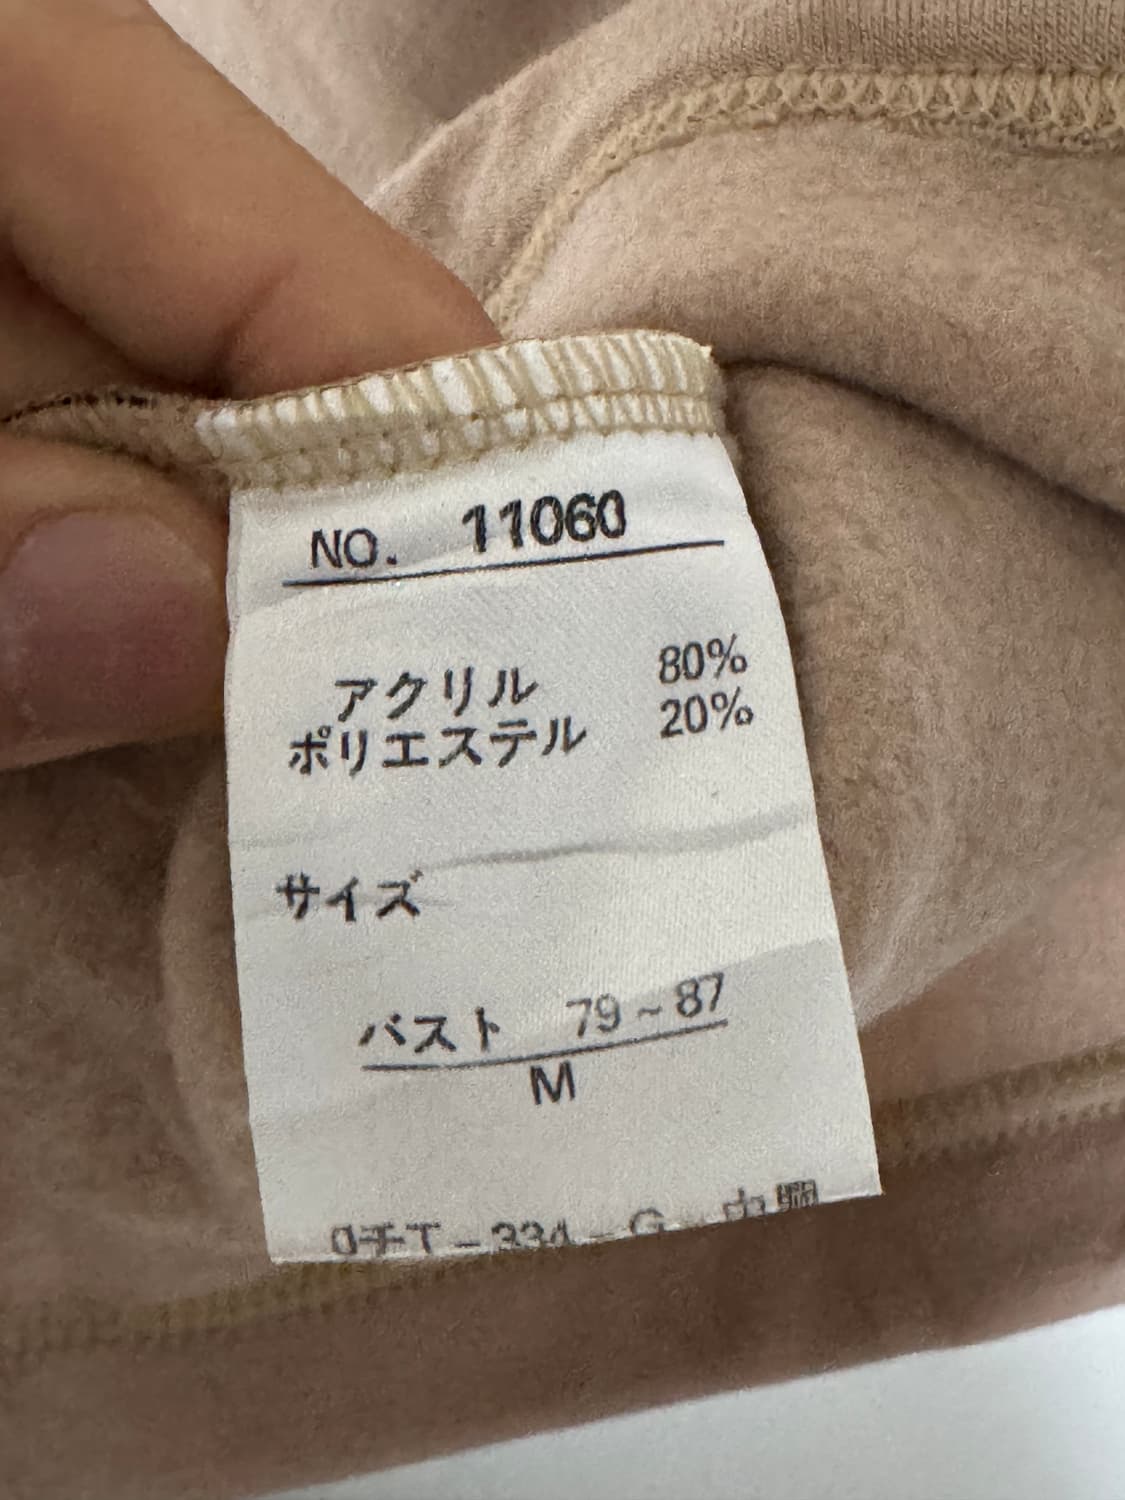 NO. 11060
アクリル 80%
ポリエステル 20%
サイズ
バスト 79~87
M